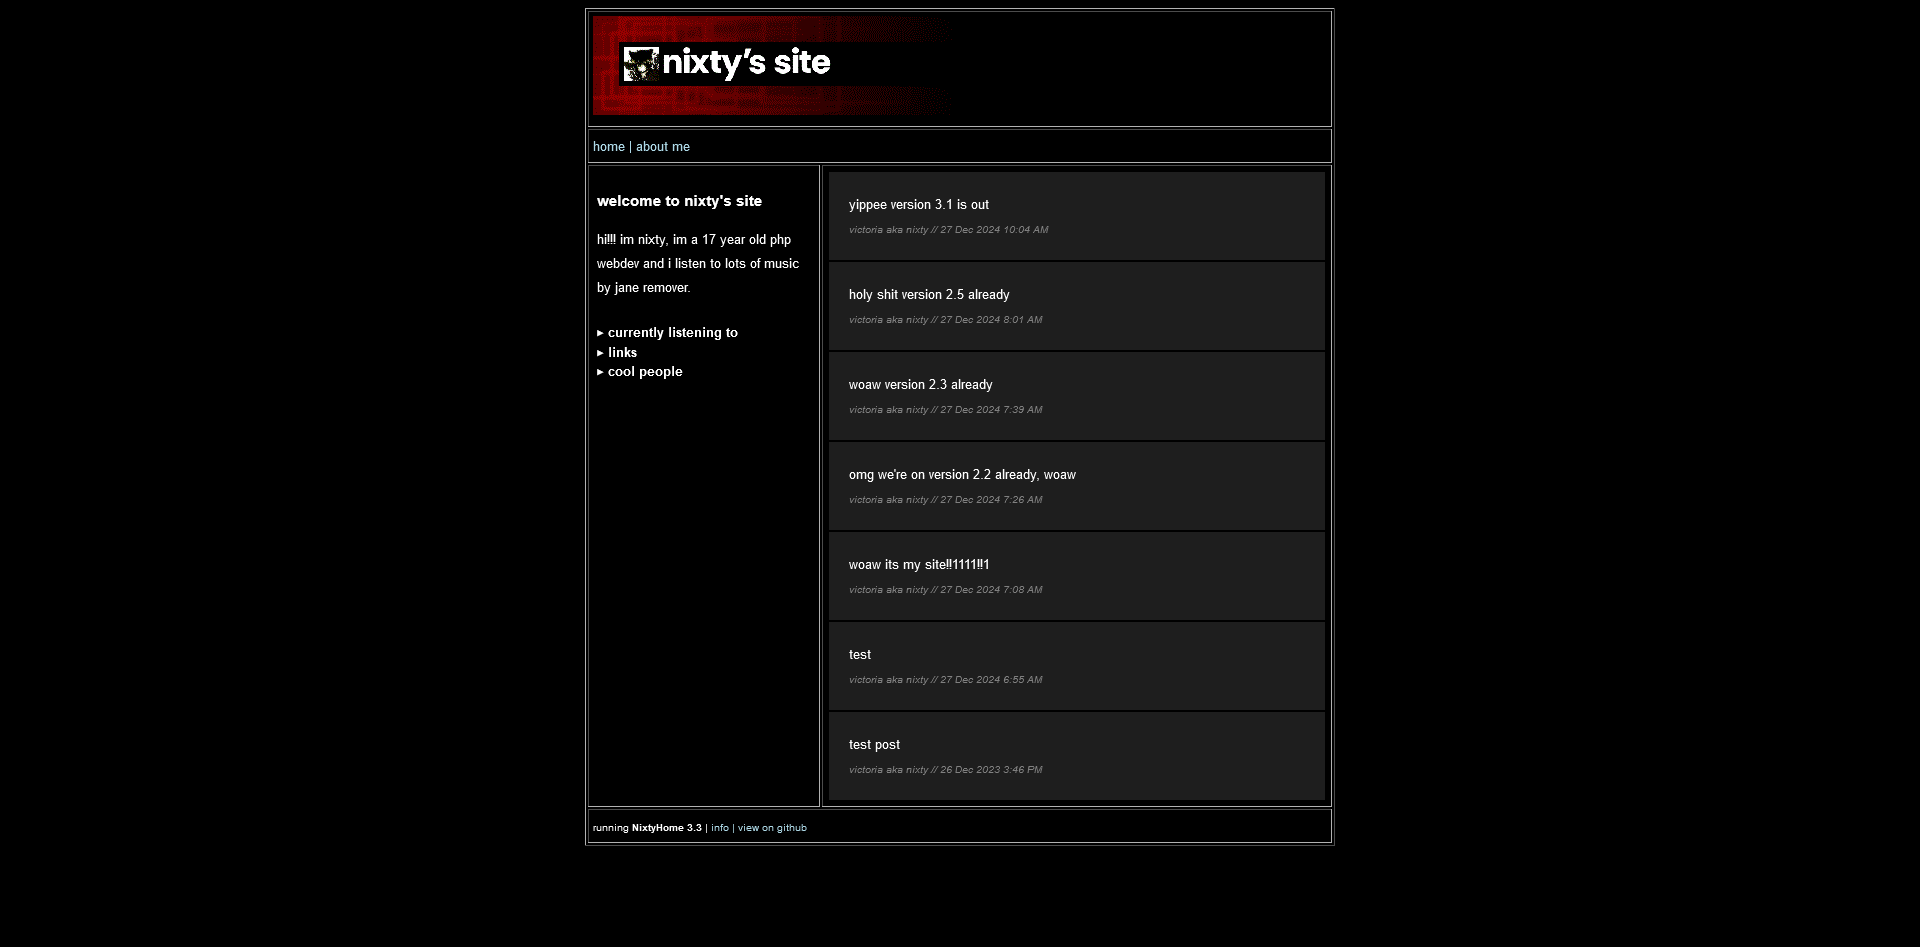 nixty's site
home | about me
welcome to nixty's site
hi!!! im nixty, im a 17 year old php
webdev and i listen to lots of music
by jane remover.
▸ currently listening to
▸ links
▸ cool people
yippee version 3.1 is out
victoria aka nixty // 27 Dec 2024 10:04 AM
holy shit version 2.5 already
victoria aka nixty // 27 Dec 2024 8:01 AM
woaw version 2.3 already
victoria aka nixty // 27 Dec 2024 7:39 AM
omg we're on version 2.2 already, woaw
victoria aka nixty // 27 Dec 2024 7:26 AM
woaw its my site!!1111!!1
victoria aka nixty // 27 Dec 2024 7:08 AM
test
victoria aka nixty // 27 Dec 2024 6:55 AM
test post
victoria aka nixty // 26 Dec 2023 3:46 PM
running NixtyHome 3.3 | info | view on github